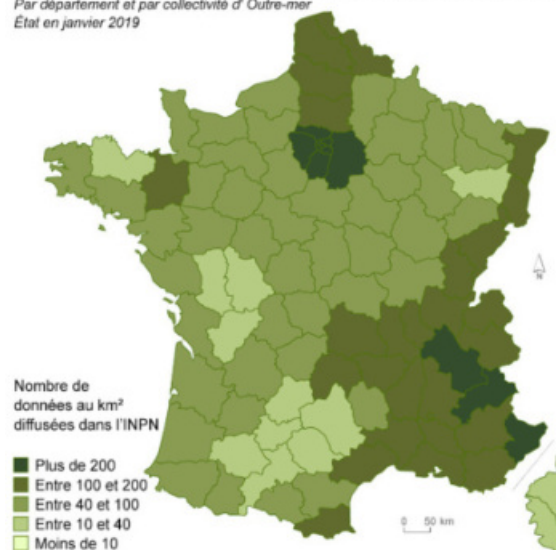 Par département et par collectivité d' Outre-mer
État en janvier 2019
N
Nombre de
données au km²
diffusées dans l'INPN
Plus de 200
Entre 100 et 200
Entre 40 et 100
Entre 10 et 40
Moins de 10
0 50 km